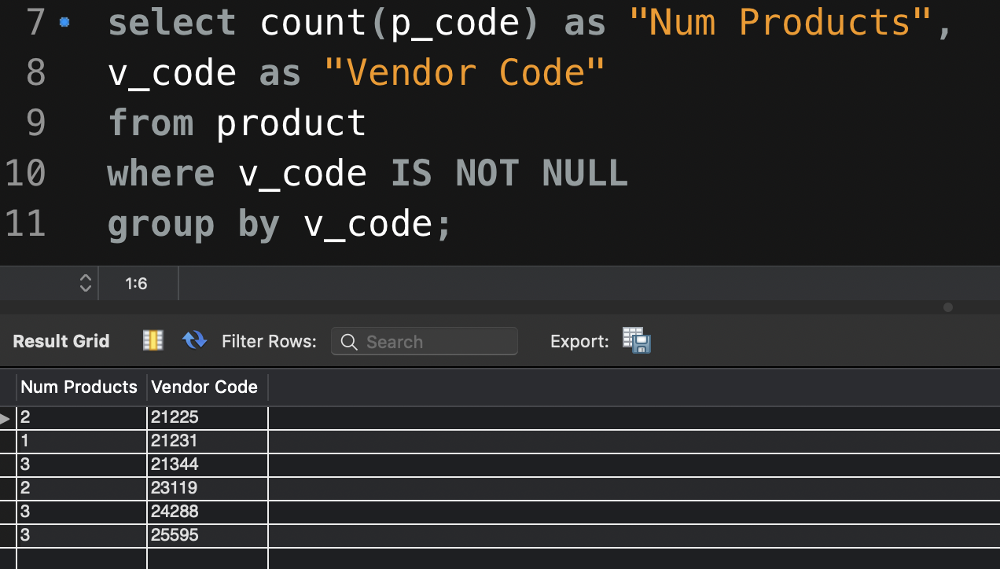 7 select count(p_code) as "Num Products",
8 v_code as "Vendor Code"
9 from product
10 where v_code IS NOT NULL
11 group by v_code;
1:6
Result Grid Filter Rows: Search Export:
Num Products Vendor Code
2 21225
1 21231
3 21344
2 23119
3 24288
3 25595